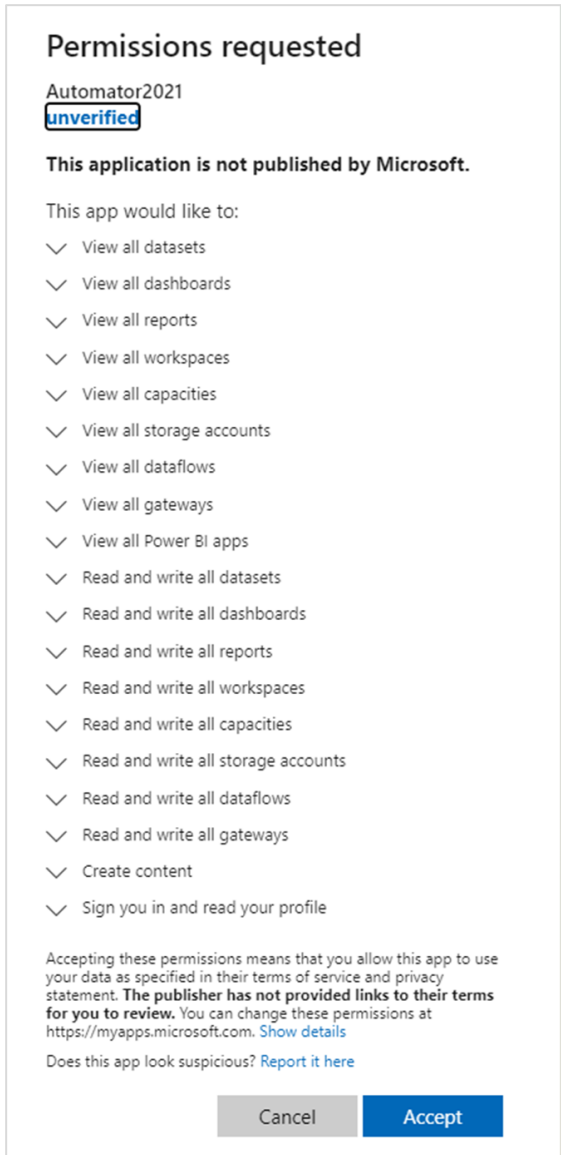 Permissions requested
Automator2021
unverified
This application is not published by Microsoft.
This app would like to:
View all datasets
View all dashboards
View all reports
View all workspaces
View all capacities
View all storage accounts
View all dataflows
View all gateways
View all Power BI apps
Read and write all datasets
Read and write all dashboards
Read and write all reports
Read and write all workspaces
Read and write all capacities
Read and write all storage accounts
Read and write all dataflows
Read and write all gateways
Create content
Sign you in and read your profile
Accepting these permissions means that you allow this app to use
your data as specified in their terms of service and privacy
statement. The publisher has not provided links to their terms
for you to review. You can change these permissions at
https://myapps.microsoft.com. Show details
Does this app look suspicious? Report it here
Cancel Accept